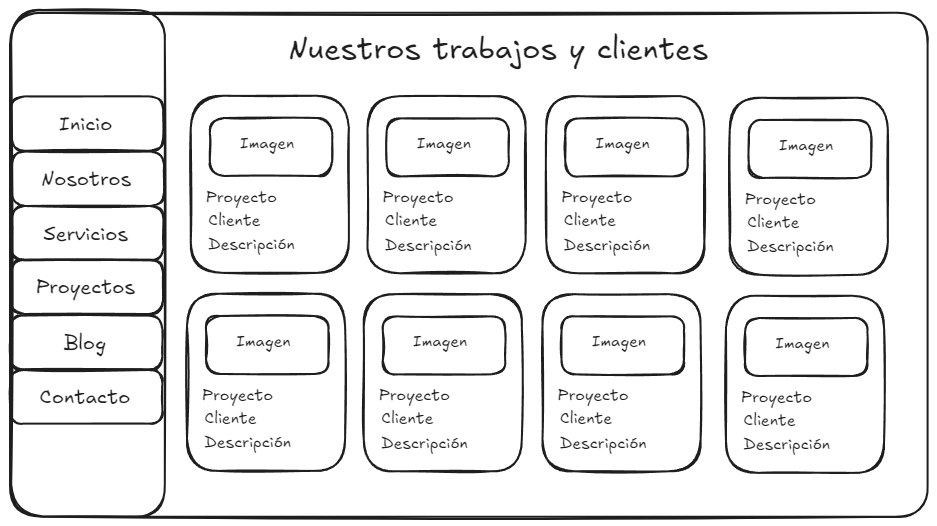 Nuestros trabajos y clientes
Inicio
Nosotros
Servicios
Proyectos
Blog
Contacto
Imagen
Proyecto
Cliente
Descripción
Imagen
Proyecto
Cliente
Descripción
Imagen
Proyecto
Cliente
Descripción
Imagen
Proyecto
Cliente
Descripción
Imagen
Proyecto
Cliente
Descripción
Imagen
Proyecto
Cliente
Descripción
Imagen
Proyecto
Cliente
Descripción
Imagen
Proyecto
Cliente
Descripción